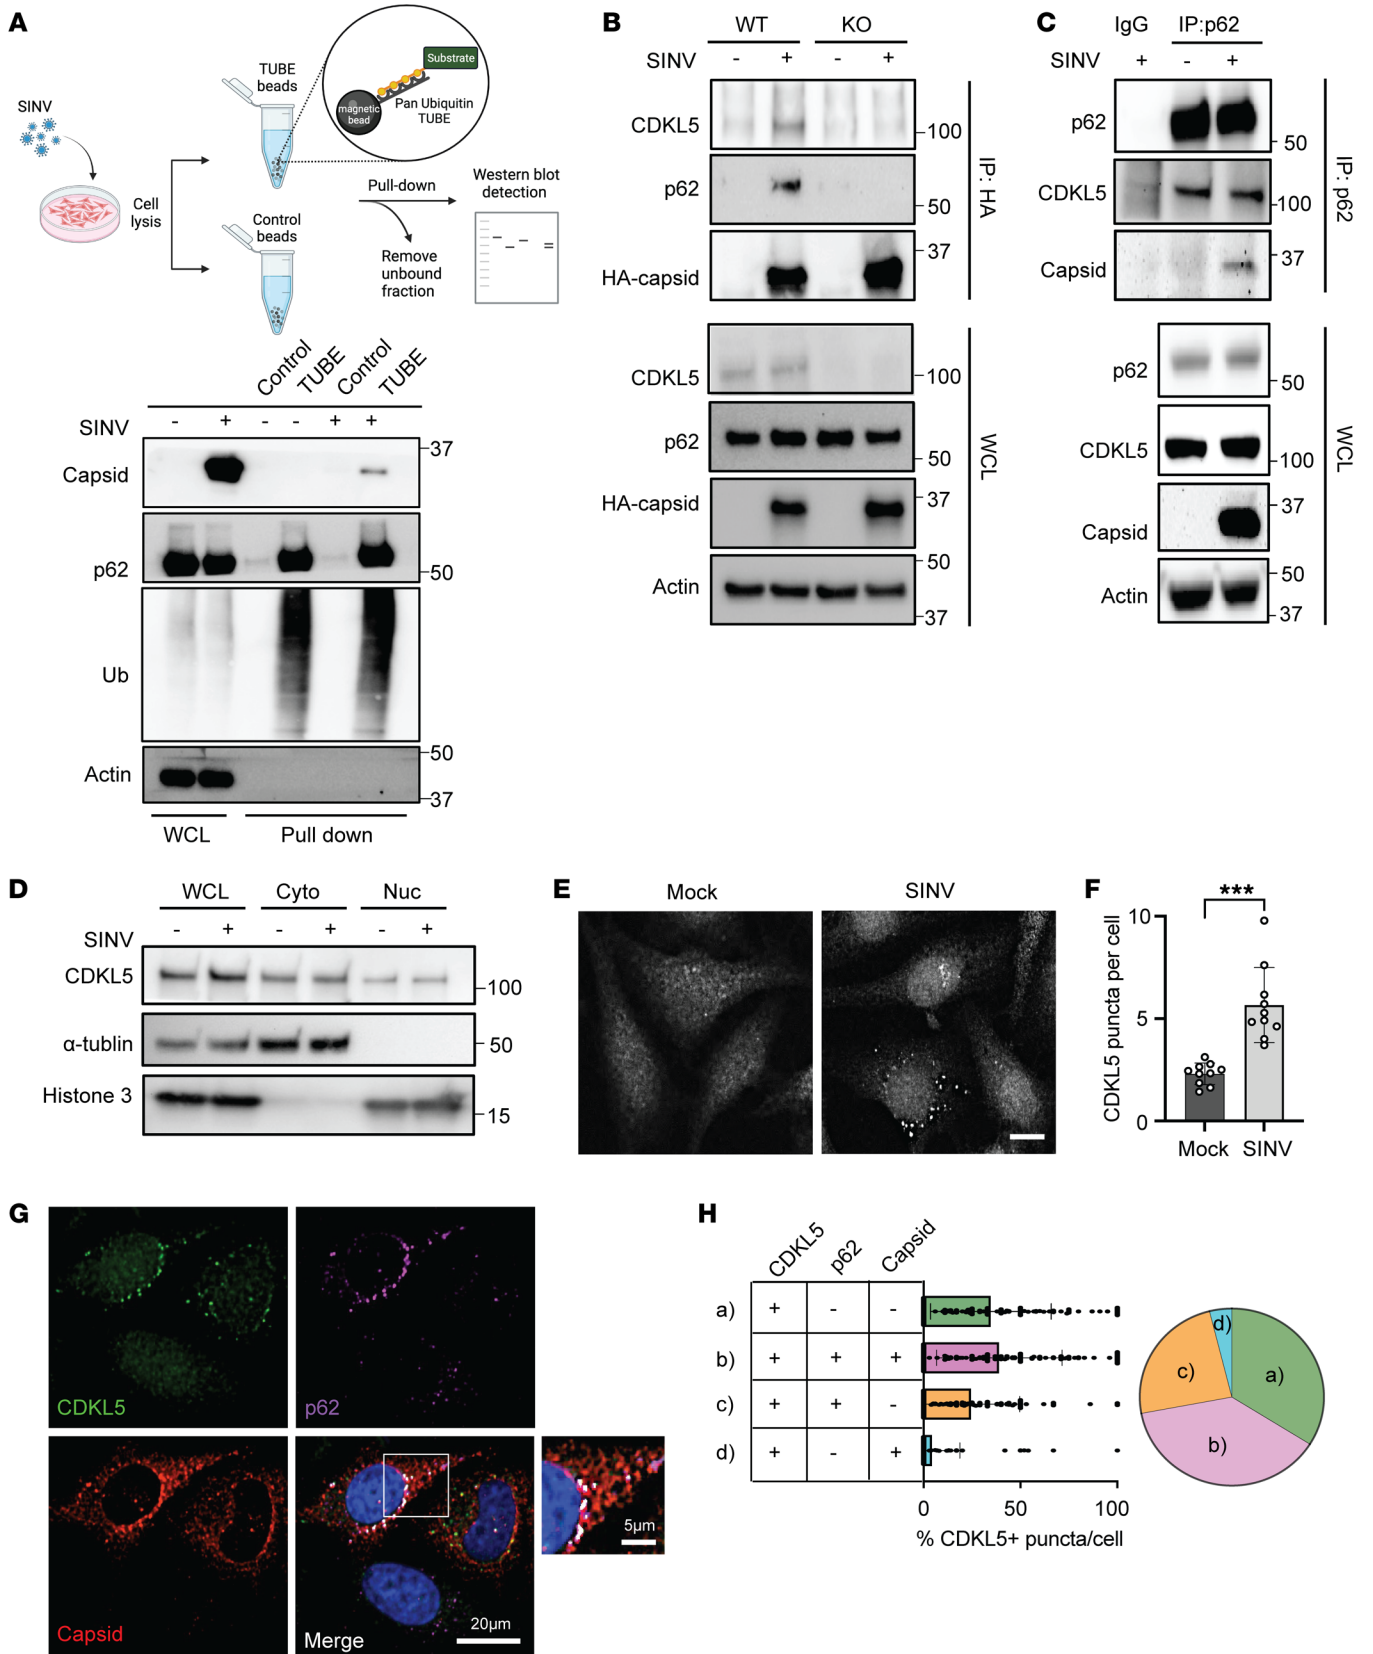 A
SINV
TUBE
beads
Substrate
magnetic
bead
Pan Ubiquitin
TUBE
Cell
lysis
Control
beads
Pull-down
Remove
unbound
fraction
Western blot
detection
Control
TUBE
Control
TUBE
SINV - + - - + +
Capsid 37
p62 50
Ub
Actin 50
37
WCL Pull down
B
WT KO
SINV - + - +
CDKL5 100
p62 50
HA-capsid 37
IP: HA
CDKL5 100
p62 50
HA-capsid 37
Actin 50
37
WCL
C
IgG IP:p62
SINV + - +
p62 50
CDKL5 100
Capsid 37
IP: p62
p62 50
CDKL5 100
Capsid 37
Actin 50
37
WCL
D
WCL Cyto Nuc
SINV - + - + - +
CDKL5 100
α-tublin 50
Histone 3 15
E
Mock SINV
F
***
CDKL5 puncta per cell
10
5
0
Mock SINV
G
CDKL5
p62
Capsid
Merge
20μm
5μm
H
CDKL5 p62 Capsid
a) + - -
b) + + +
c) + + -
d) + - +
0 50 100
% CDKL5+ puncta/cell
d)
c) a)
b)